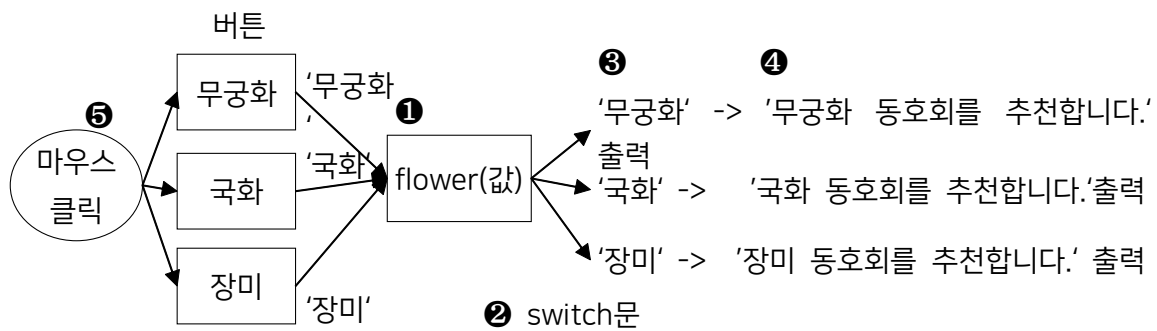 버튼
❸ ❹
무궁화
'무궁화'
❺
❶
'무궁화' -> '무궁화 동호회를 추천합니다.'
출력
마우스
클릭
국화
'국화'
flower(값)
'국화' -> '국화 동호회를 추천합니다.'출력
장미
'장미'
'장미' -> '장미 동호회를 추천합니다.' 출력
❷ switch문